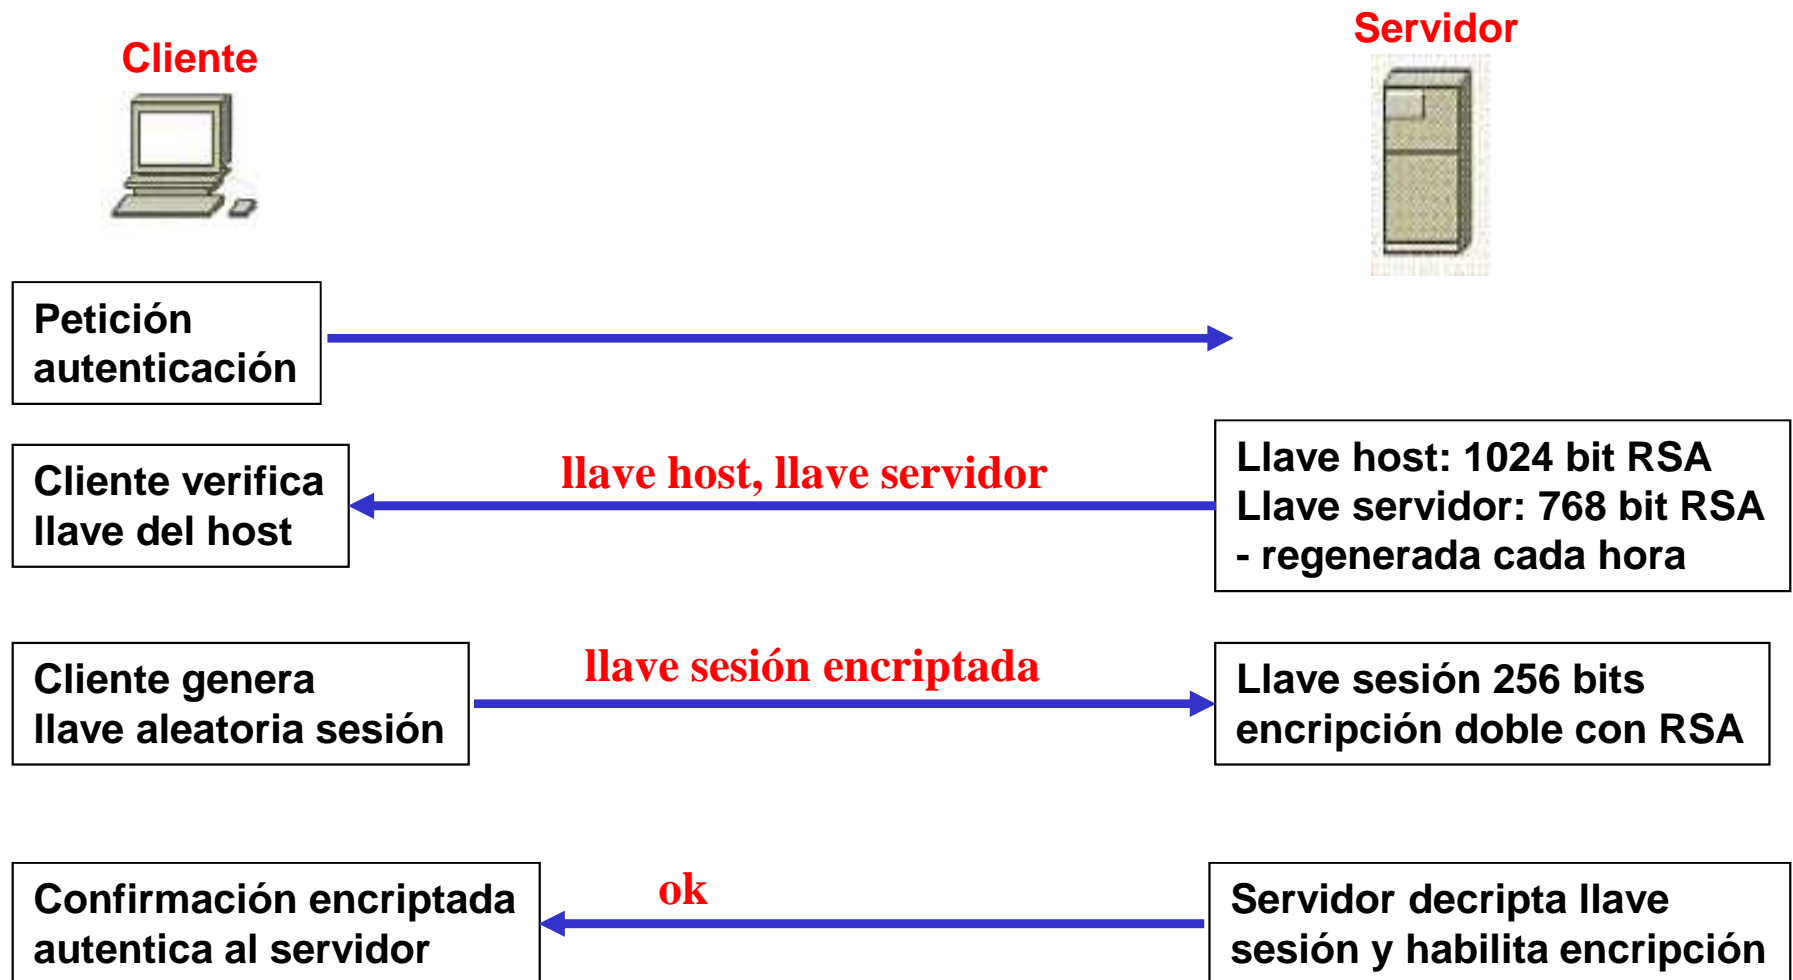 Cliente
Servidor
Petición
autenticación
Cliente verifica
llave del host
llave host, llave servidor
Llave host: 1024 bit RSA
Llave servidor: 768 bit RSA
- regenerada cada hora
Cliente genera
llave aleatoria sesión
llave sesión encriptada
Llave sesión 256 bits
encripción doble con RSA
Confirmación encriptada
autentica al servidor
ok
Servidor decripta llave
sesión y habilita encripción